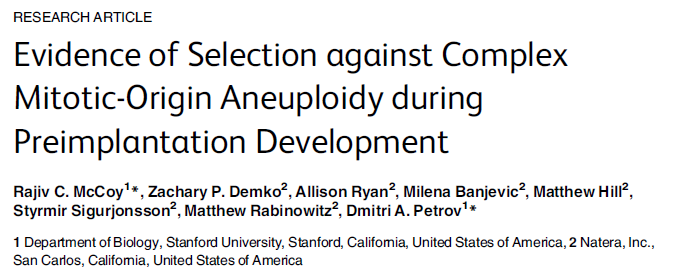 RESEARCH ARTICLE
Evidence of Selection against Complex
Mitotic-Origin Aneuploidy during
Preimplantation Development
Rajiv C. McCoy1*, Zachary P. Demko2, Allison Ryan2, Milena Banjevic2, Matthew Hill2,
Styrmir Sigurjonsson2, Matthew Rabinowitz2, Dmitri A. Petrov1*
1 Department of Biology, Stanford University, Stanford, California, United States of America, 2 Natera, Inc.,
San Carlos, California, United States of America